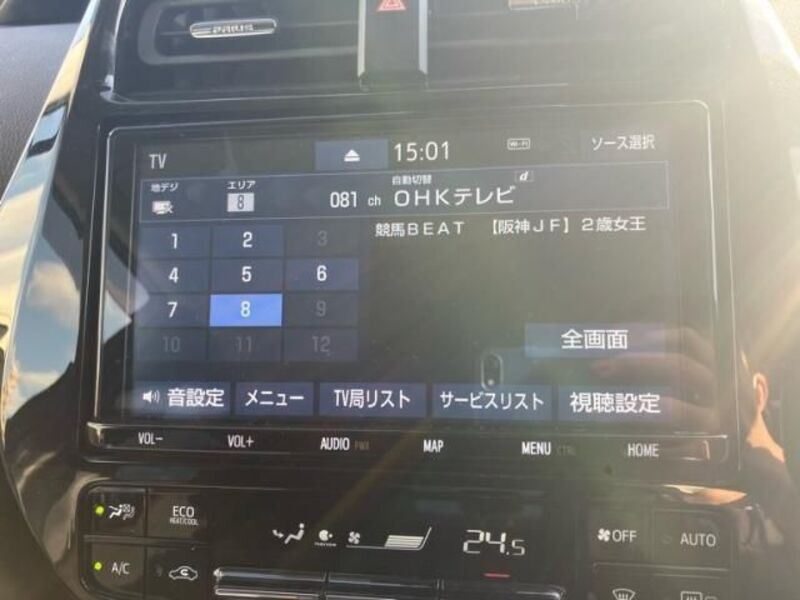 PRIUS
TV
15:01
Wi-Fi
ソース選択
地デジ
エリア
8
自動切替
d
081 ch OHKテレビ
競馬BEAT 【阪神JF】2歳女王
1 2 3
4 5 6
7 8 9
10 11 12
全画面
音設定 メニュー TV局リスト サービスリスト 視聴設定
VOL- VOL+ AUDIO PWR MAP MENU CTRL HOME
ECO
HEAT/COOL
24.5
OFF
AUTO
A/C